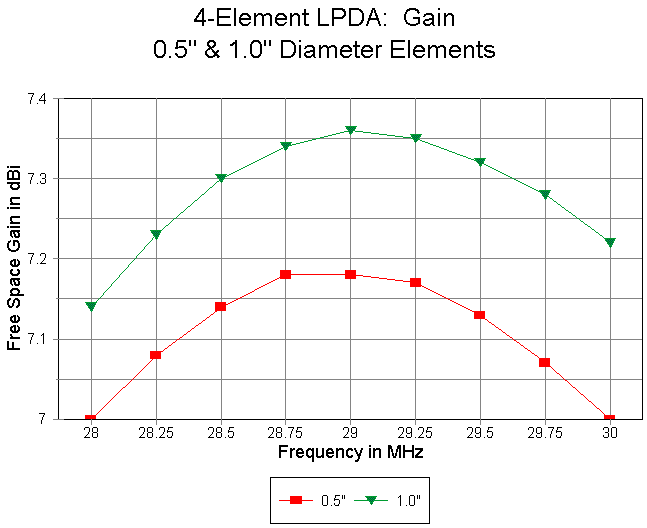 4-Element LPDA: Gain
0.5" & 1.0" Diameter Elements
7.4
7.3
7.2
7.1
7
Free Space Gain in dBi
28 28.25 28.5 28.75 29 29.25 29.5 29.75 30
Frequency in MHz
0.5" 1.0"